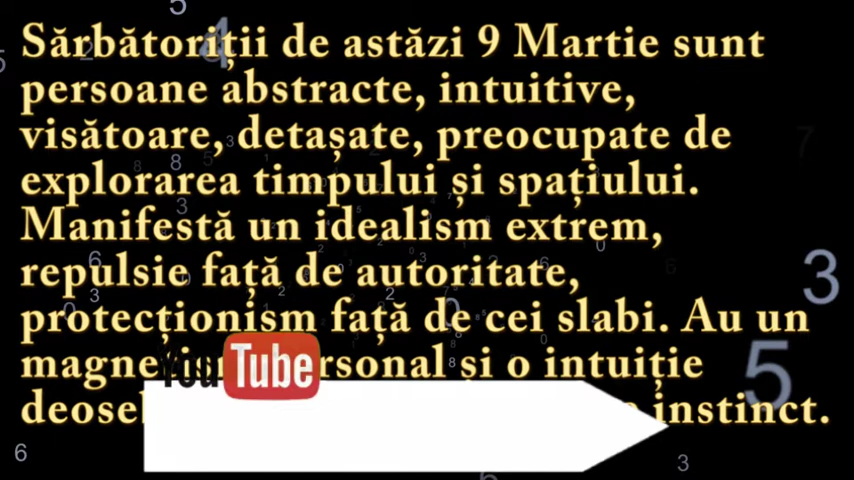 Sărbătoriții de astăzi 9 Martie sunt
persoane abstracte, intuitive,
visătoare, detașate, preocupate de
explorarea timpului și spațiului.
Manifestă un idealism extrem,
repulsie față de autoritate,
protecționism față de cei slabi. Au un
și o intuiție
instinct.
YouTube